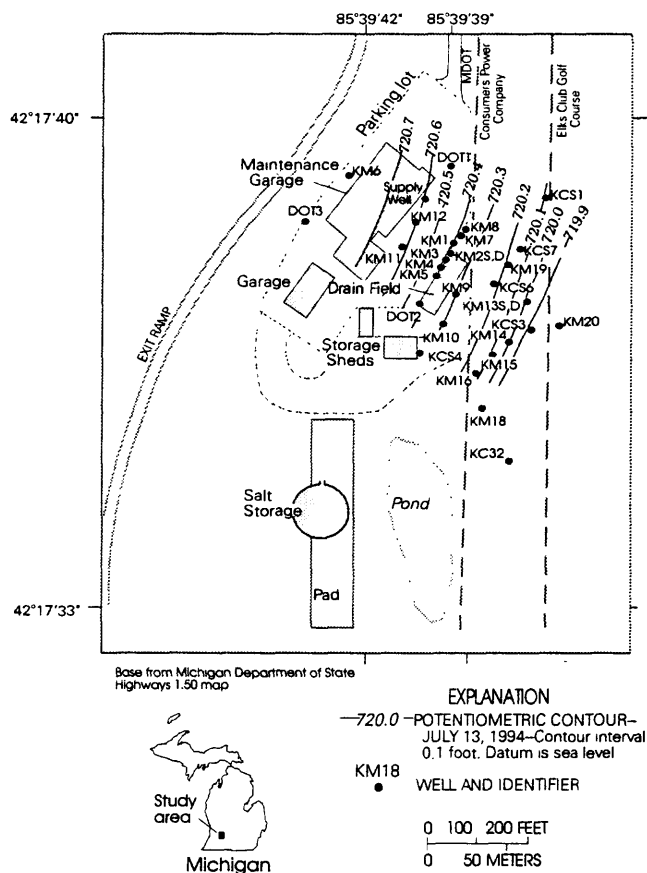 85°39'42"
85°39'39"
42°17'40"
MDOT
Consumers Power
Company
Elks Club Golf
Course
Parking lot
720.7
720.6
DOT1
Maintenance
Garage
KM6
Supply
Well
720.5
720.4
720.3
720.2
720.1
720.0
719.9
KCS1
DOT3
KM12
KM8
KM1
KM7
KCS7
KM11
KM3
KM2S,D
KM4
KM19
KM5
Garage
Drain Field
KM9
KCS6
KM13S,D
DOT2
KM10
KCS3
KM20
KM14
EXIT RAMP
Storage
Sheds
KCS4
KM15
KM16
KM18
KC32
Salt
Storage
Pond
Pad
42°17'33"
Base from Michigan Department of State
Highways 1.50 map
EXPLANATION
—720.0—POTENTIOMETRIC CONTOUR—
JULY 13, 1994—Contour interval
0.1 foot. Datum is sea level
KM18
WELL AND IDENTIFIER
Study
area
Michigan
0 100 200 FEET
0 50 METERS